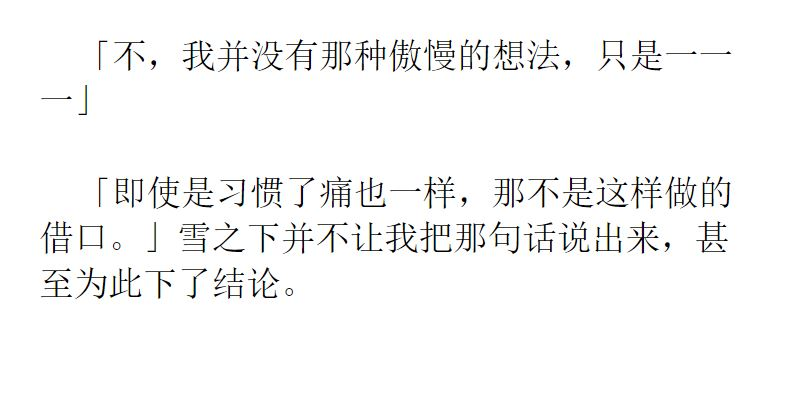 「不，我并没有那种傲慢的想法，只是一一
一」
「即使是习惯了痛也一样，那不是这样做的
借口。」雪之下并不让我把那句话说出来，甚
至为此下了结论。